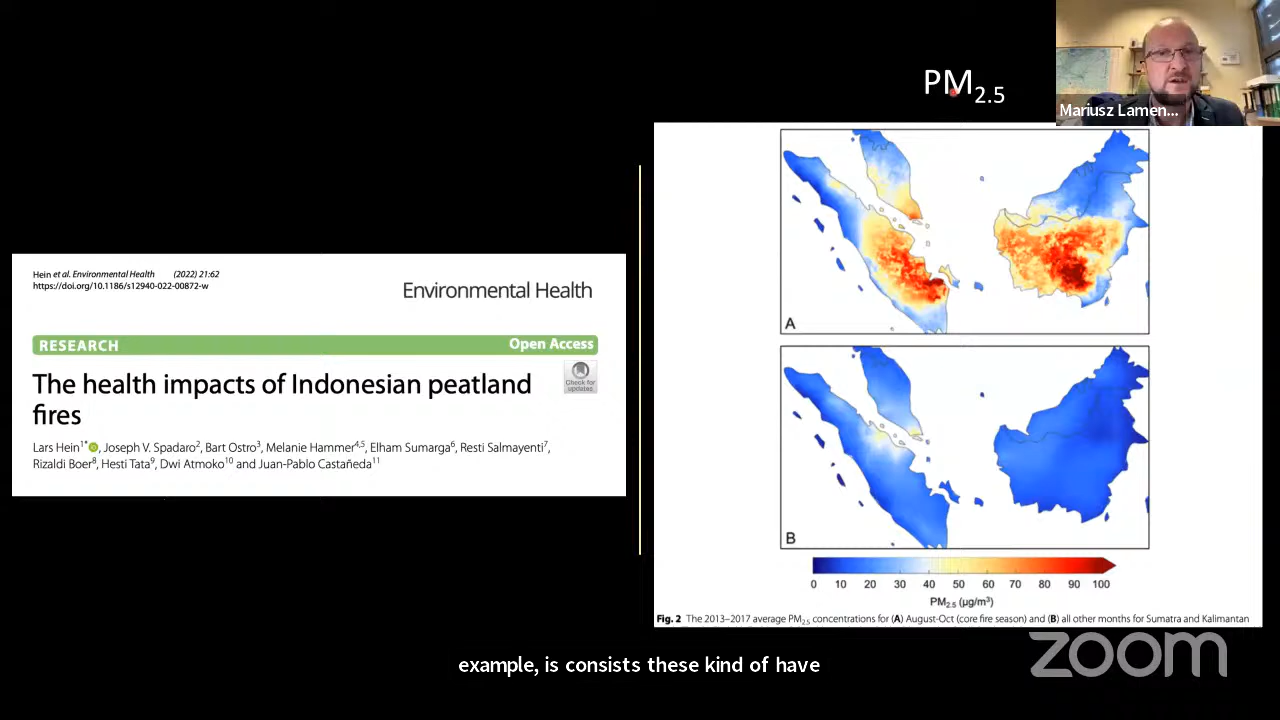 PM2.5
Mariusz Lamen...
Hein et al. Environmental Health (2022) 21:62
https://doi.org/10.1186/s12940-022-00872-w
Environmental Health
RESEARCH Open Access
The health impacts of Indonesian peatland
fires
Check for
updates
Lars Hein1*, Joseph V. Spadaro2, Bart Ostro3, Melanie Hammer4,5, Elham Sumarga6, Resti Salmayenti7,
Rizaldi Boer8, Hesti Tata9, Dwi Atmoko10 and Juan-Pablo Castañeda11
A
B
0 10 20 30 40 50 60 70 80 90 100
PM2.5 (μg/m3)
Fig. 2 The 2013–2017 average PM2.5 concentrations for (A) August-Oct (core fire season) and (B) all other months for Sumatra and Kalimantan
example, is consists these kind of have
zoom